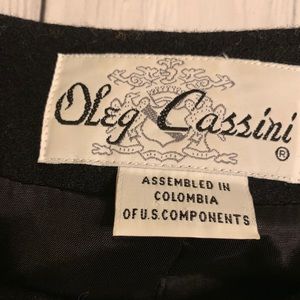 Oleg Cassini ®
ASSEMBLED IN
COLOMBIA
OF U.S. COMPONENTS